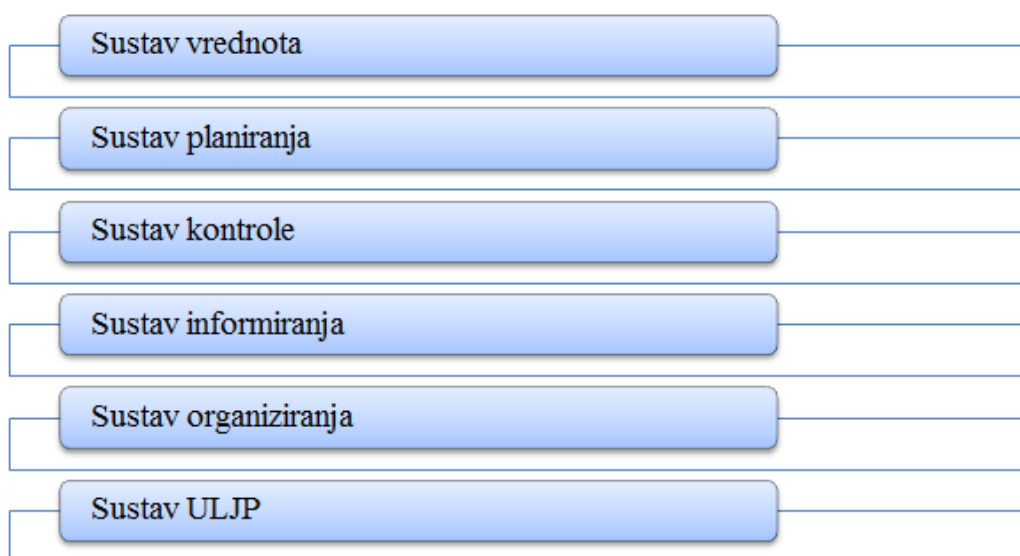 Sustav vrednota
Sustav planiranja
Sustav kontrole
Sustav informiranja
Sustav organiziranja
Sustav ULJP